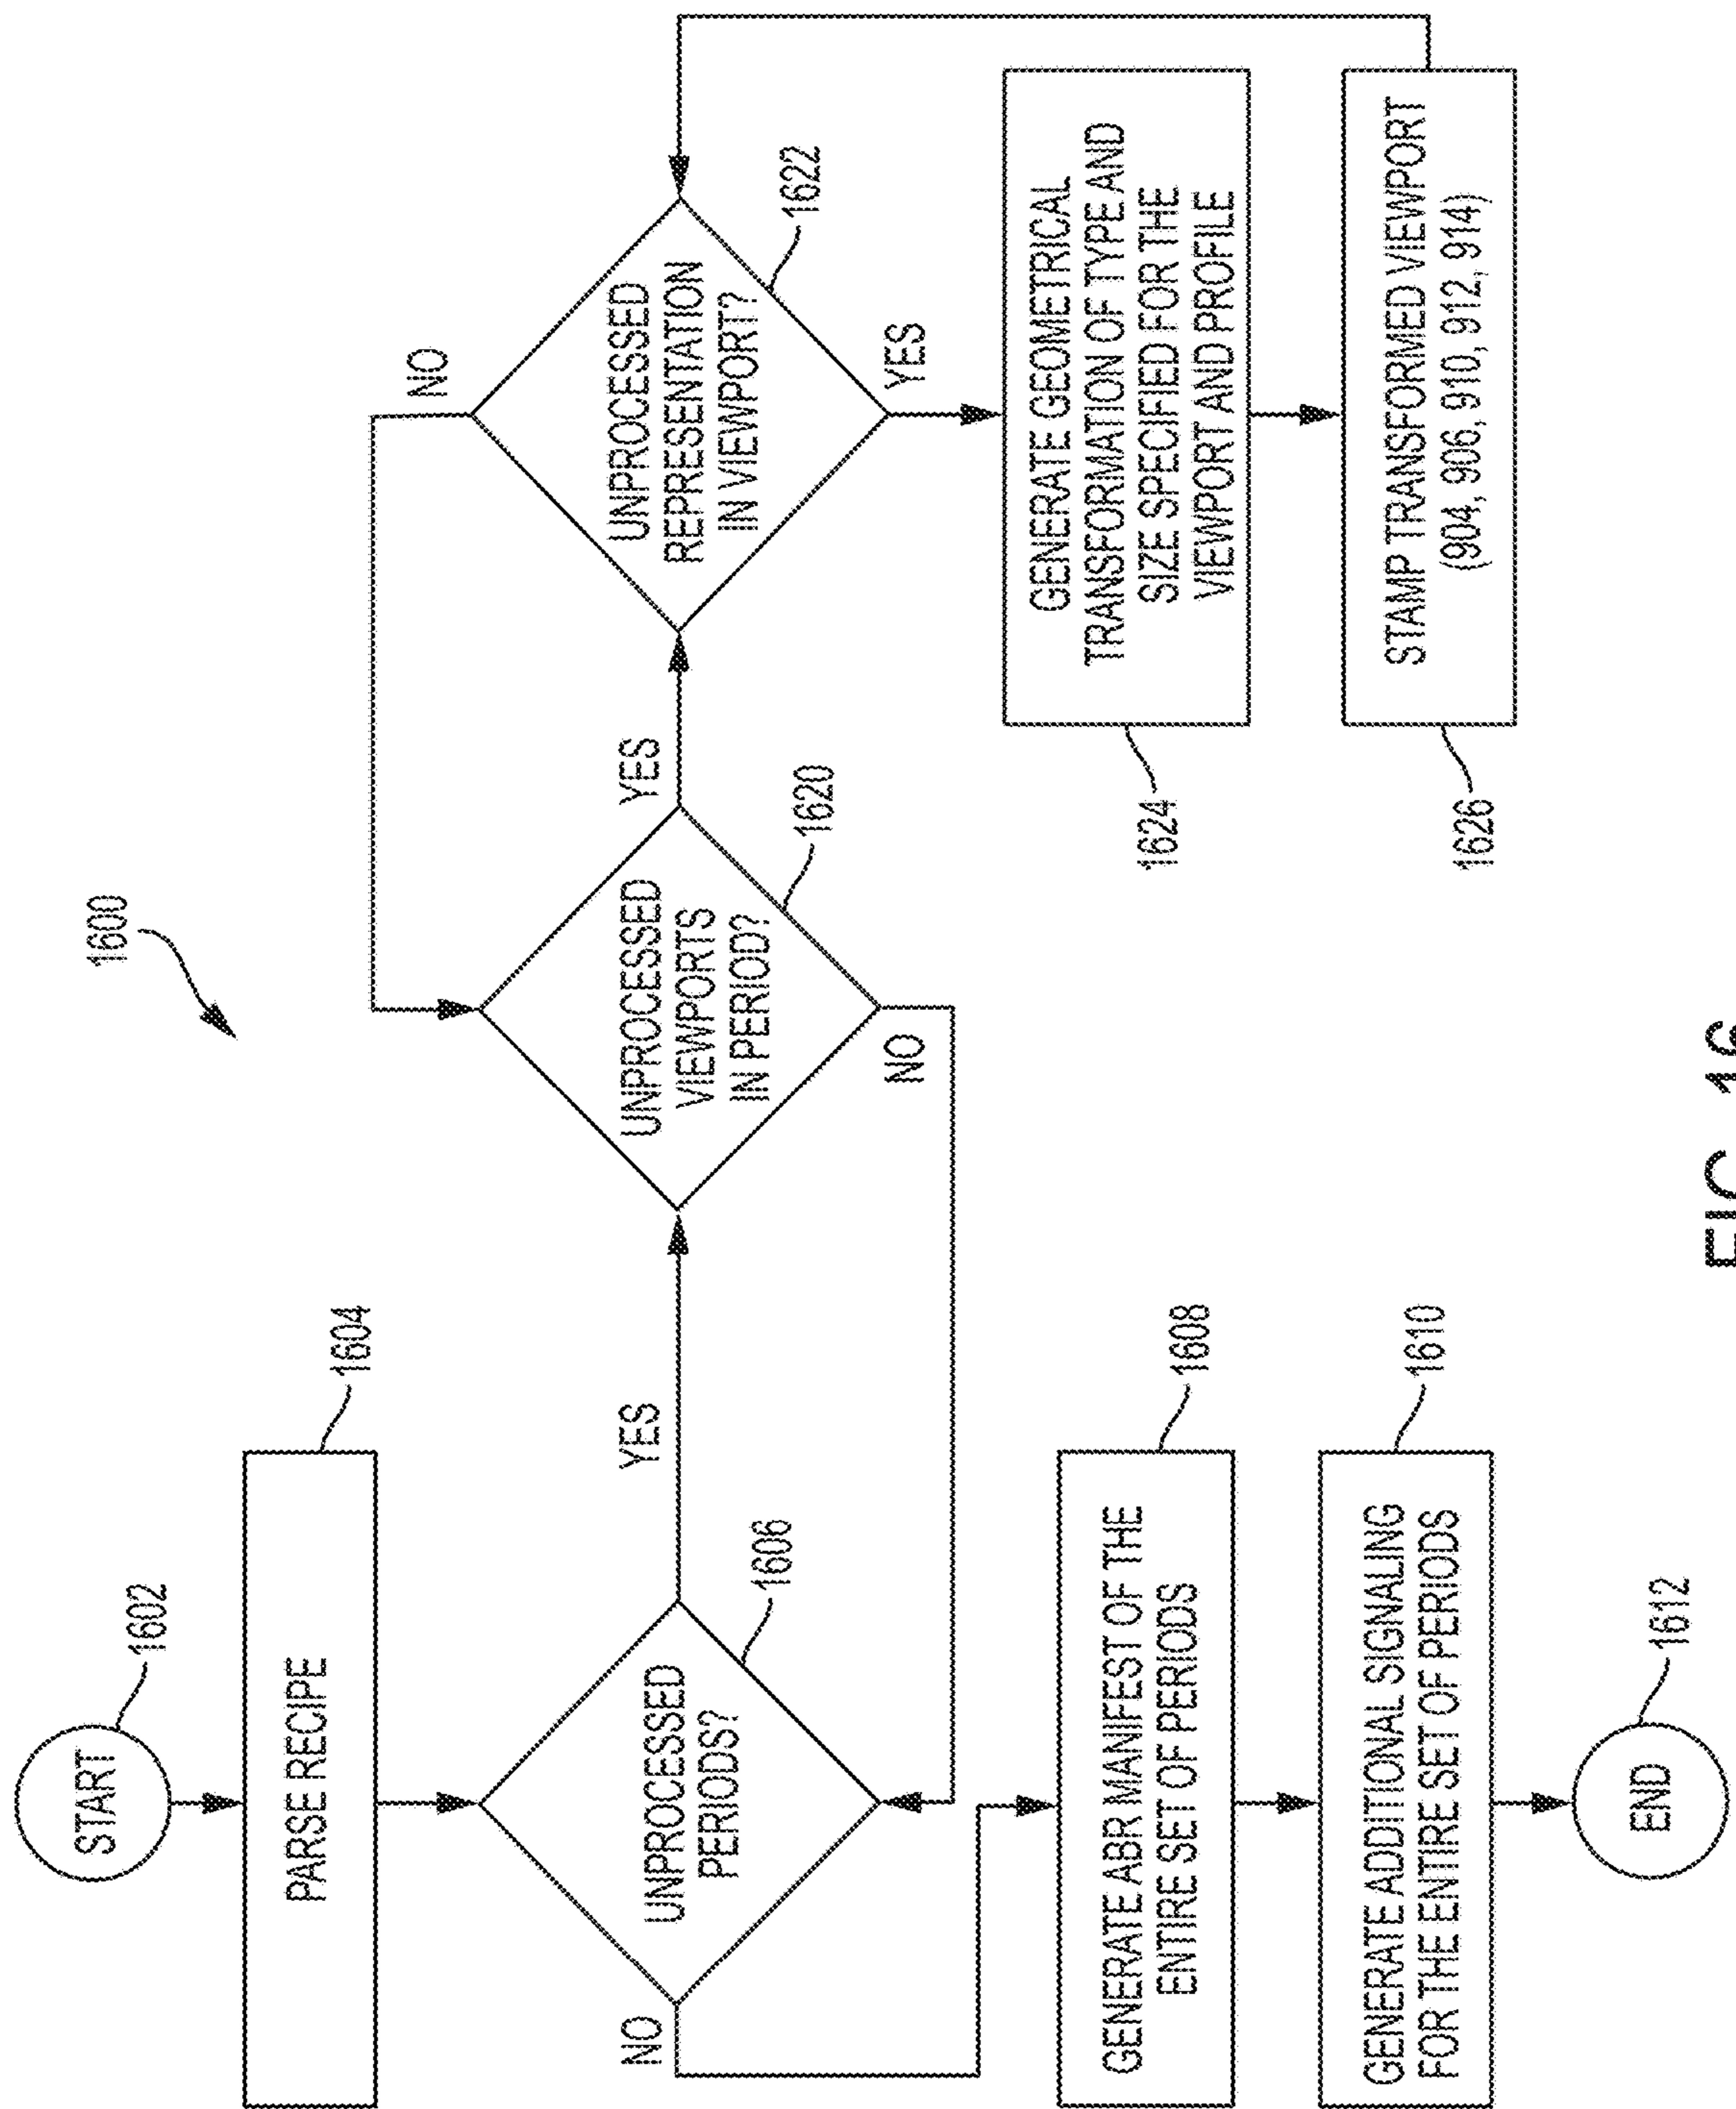 1600
START
1602
PARSE RECIPE
1604
UNPROCESSED
PERIODS?
1606
YES
NO
UNPROCESSED
VIEWPORTS
IN PERIOD?
1620
YES
NO
UNPROCESSED
REPRESENTATION
IN VIEWPORT?
1622
NO
YES
GENERATE GEOMETRICAL
TRANSFORMATION OF TYPE AND
SIZE SPECIFIED FOR THE
VIEWPORT AND PROFILE
1624
STAMP TRANSFORMED VIEWPORT
(904, 906, 910, 912, 914)
1626
GENERATE ABR MANIFEST OF THE
ENTIRE SET OF PERIODS
1608
GENERATE ADDITIONAL SIGNALING
FOR THE ENTIRE SET OF PERIODS
1610
END
1612
FIG. 16